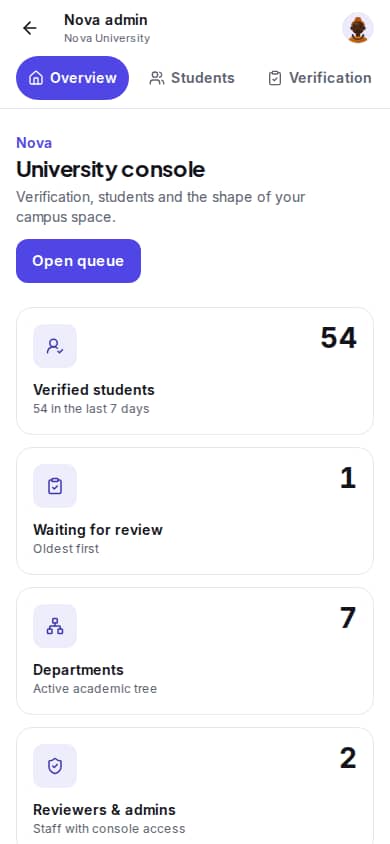 Nova admin
Nova University
Overview
Students
Verification
Nova
University console
Verification, students and the shape of your
campus space.
Open queue
54
Verified students
54 in the last 7 days
1
Waiting for review
Oldest first
7
Departments
Active academic tree
2
Reviewers & admins
Staff with console access